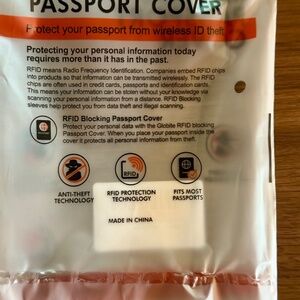 PASSPORT COVER
Protect your passport from wireless ID theft
Protecting your personal information today
requires more than it has in the past.
RFID means Radio Frequency Identification. Companies embed RFID chips
into products so that information can be transmitted wirelessly. The RFID
chips are often used in credit cards, passports and identification cards.
This means your information can be stolen without your knowledge via
scanning your personal information from a distance. RFID Blocking
sleeves help protect you from data theft and illegal scanning.
RFID Blocking Passport Cover
Protect your personal data with the Globite RFID blocking
Passport Cover. When you place your passport inside the
cover it protects all personal information from theft.
RFID
ANTI-THEFT
TECHNOLOGY
RFID PROTECTION
TECHNOLOGY
FITS MOST
PASSPORTS
MADE IN CHINA